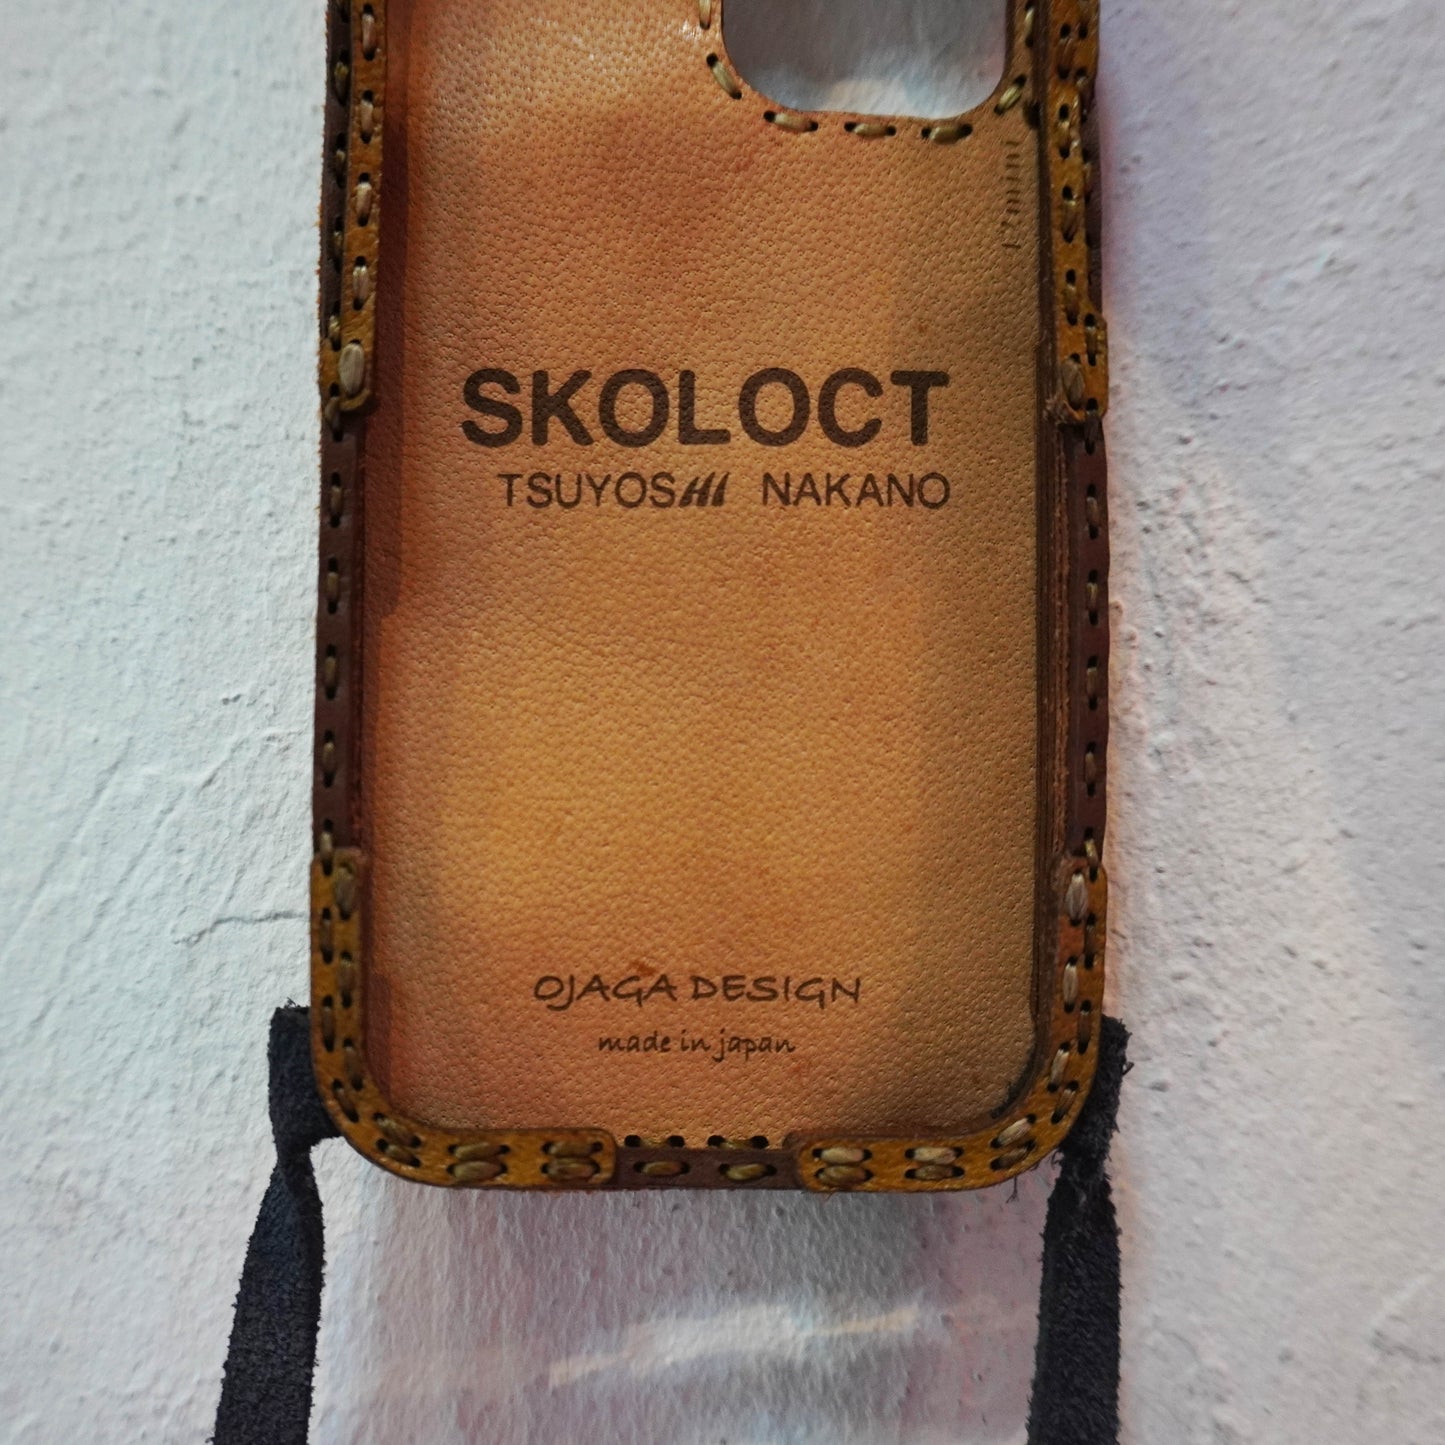 SKOLOCT
TSUYOSHI NAKANO
OJAGA DESIGN
made in japan